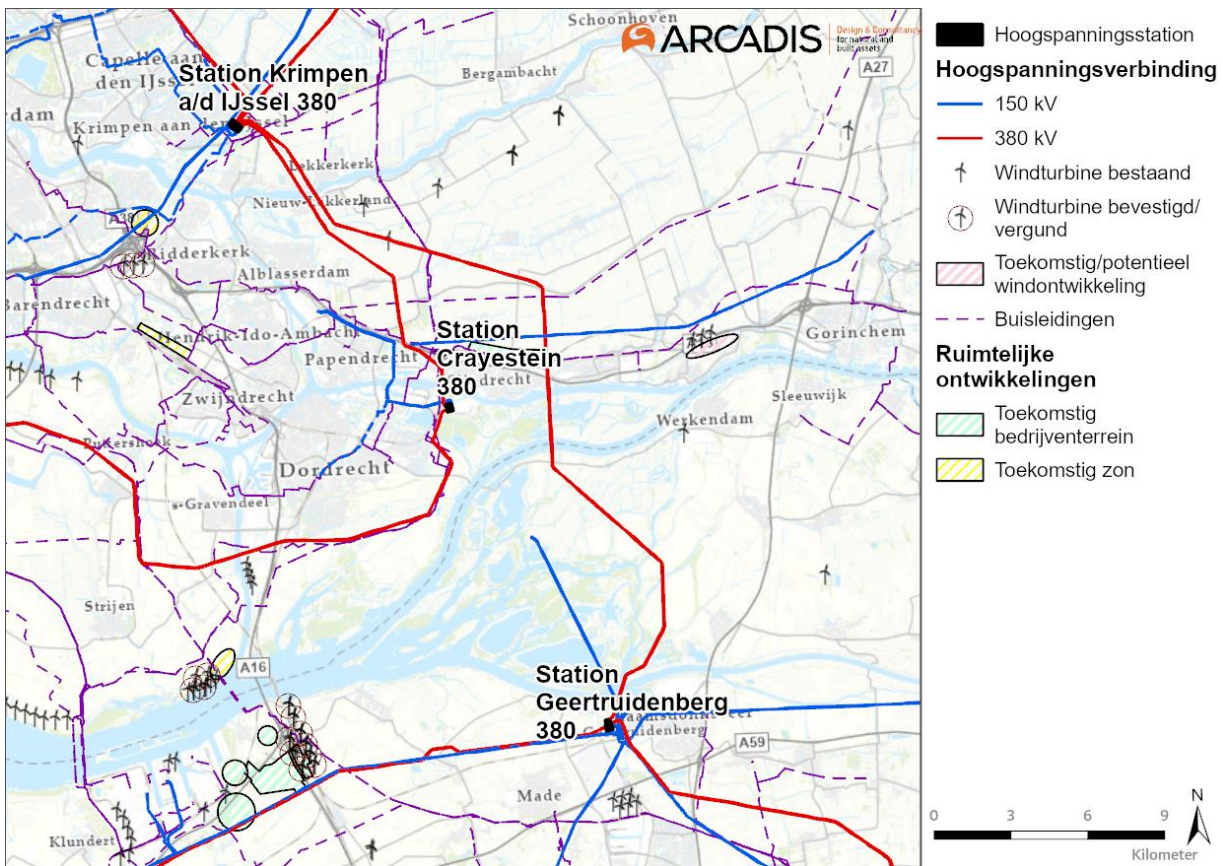 Schoonhoven
ARCADIS
Design & Consultancy
for natural and
built assets
Capelle aan
den IJssel
Station Krimpen
a/d IJssel 380
Bergambacht
A27
Krimpen aan den IJssel
Lekkerkerk
Nieuw-Lekkerland
Ridderkerk
Alblasserdam
Barendrecht
Hendrik-Ido-Ambacht
Station
Crayestein
380
Gorinchem
Papendrecht
Zwijndrecht
Sleeuwijk
Werkendam
Dordrecht
's-Gravendeel
Strijen
A16
Station
Geertruidenberg
380
A59
Made
Klundert
Hoogspanningsstation
Hoogspanningsverbinding
150 kV
380 kV
Windturbine bestaand
Windturbine bevestigd/
vergund
Toekomstig/potentieel
windontwikkeling
Buisleidingen
Ruimtelijke
ontwikkelingen
Toekomstig
bedrijventerrein
Toekomstig zon
N
0 3 6 9
Kilometer